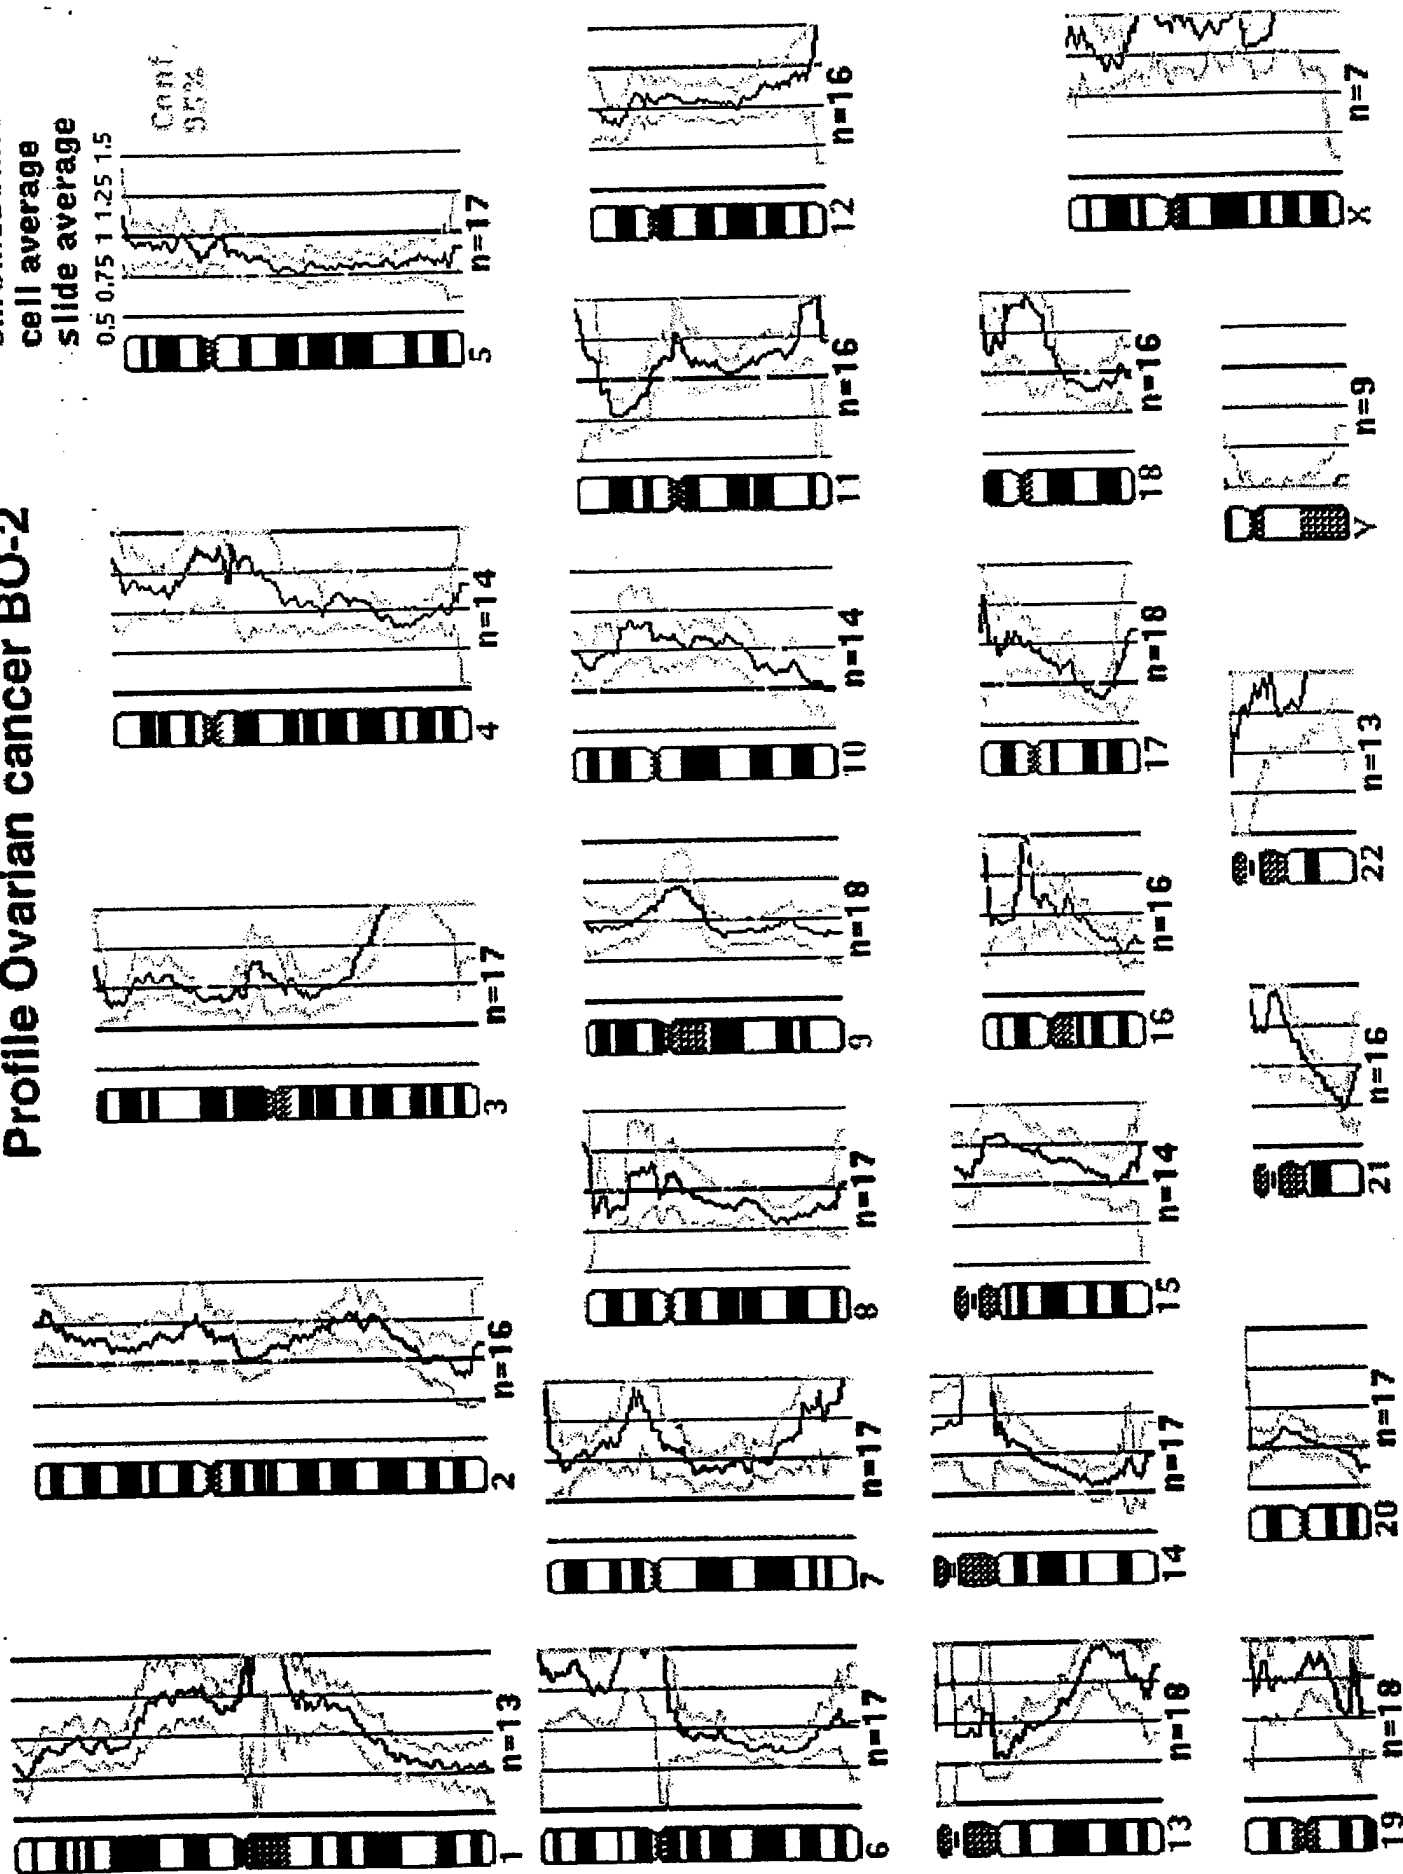 Profile Ovarian cancer BO-2
cell average
slide average
0.5 0.75 1 1.25 1.5
Conf.
95%
1 n=13 2 n=16 3 n=17 4 n=14 5 n=17
6 n=17 7 n=17 8 n=17 9 n=18 10 n=14 11 n=16 12 n=16
13 n=18 14 n=17 15 n=14 16 n=16 17 n=18 18 n=16
19 n=18 20 n=17 21 n=16 22 n=13 Y n=9 X n=7